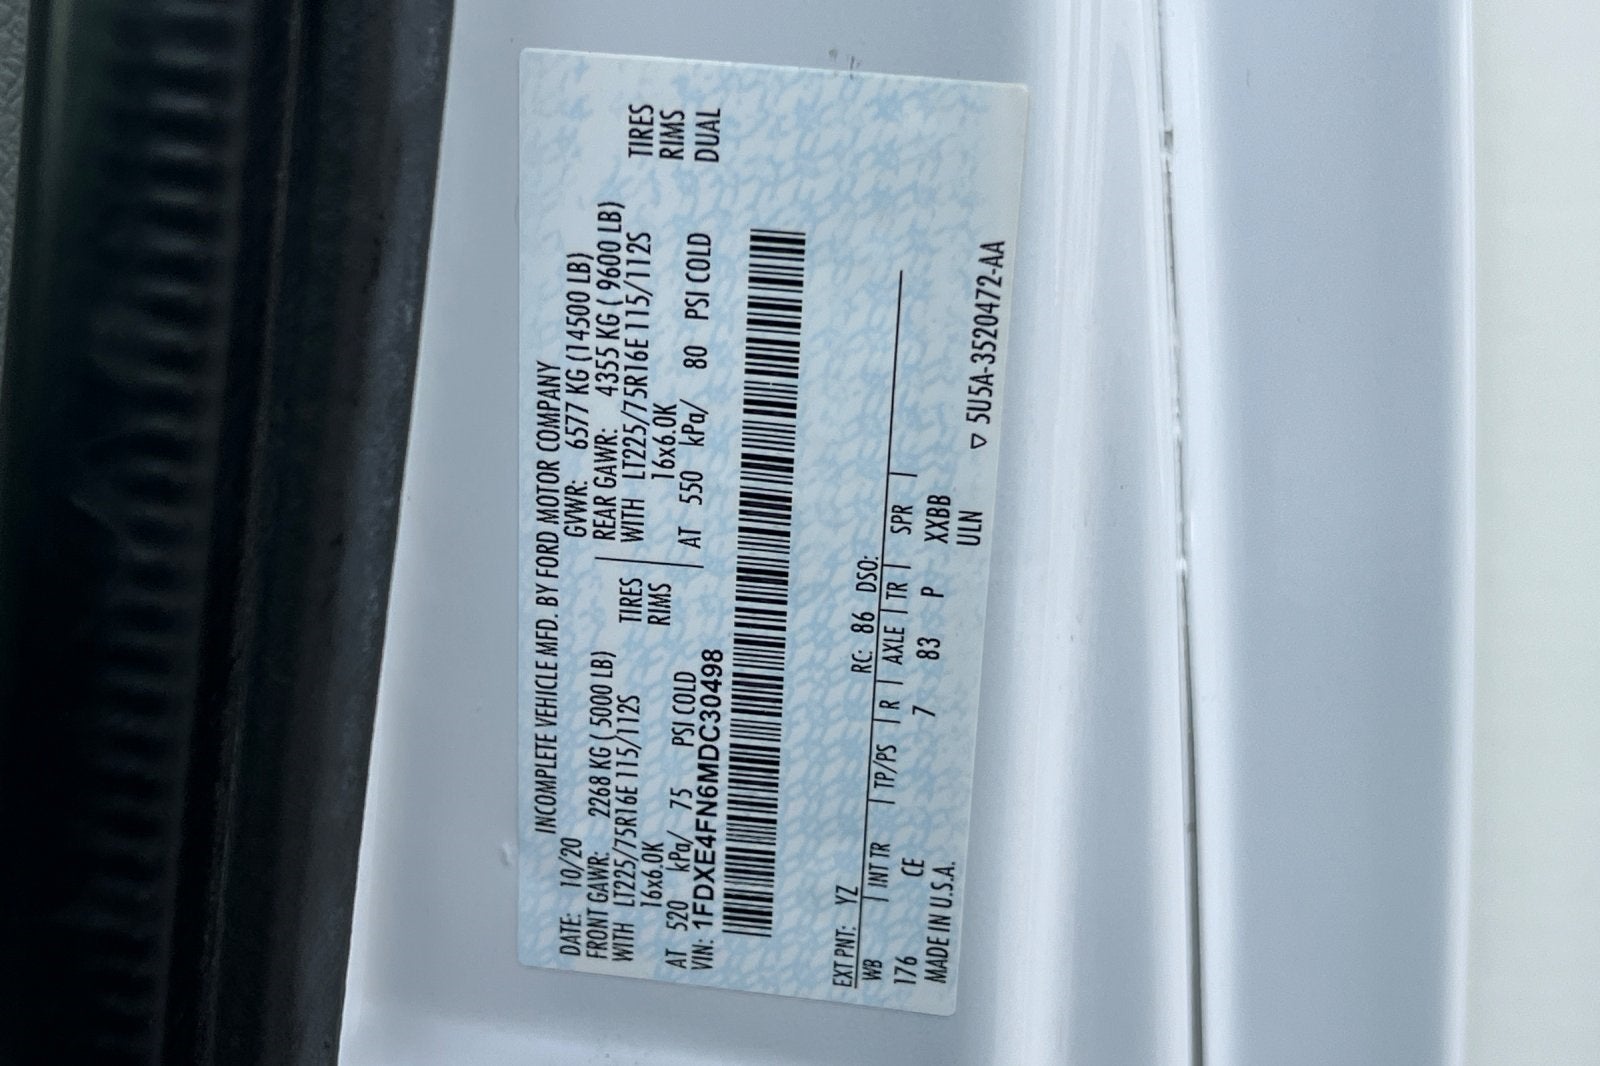 INCOMPLETE VEHICLE MFD. BY FORD MOTOR COMPANY
DATE: 10/20 GVWR: 6577 KG (14500 LB)
FRONT GAWR: 2268 KG ( 5000 LB) REAR GAWR: 4355 KG ( 9600 LB)
WITH LT225/75R16E 115/112S TIRES WITH LT225/75R16E 115/112S TIRES
16x6.0K RIMS 16x6.0K RIMS
AT 520 kPa/ 75 PSI COLD AT 550 kPa/ 80 PSI COLD DUAL
VIN: 1FDXE4FN6MDC30498
EXT PNT: YZ RC: 86 DSO:
WB INT TR TP/PS R AXLE TR SPR
176 CE 7 83 P XXBB
MADE IN U.S.A. ULN
▽ 5U5A-3520472-AA